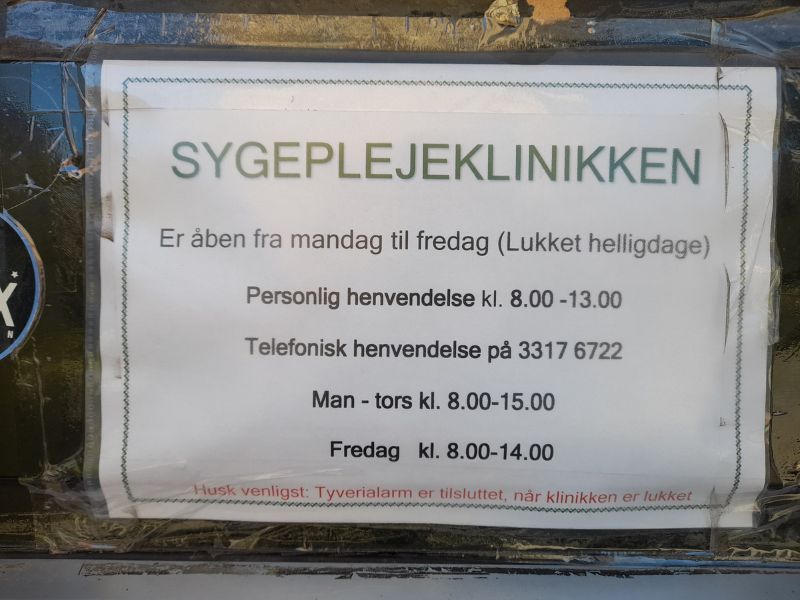 SYGEPLEJEKLINIKKEN
Er åben fra mandag til fredag (Lukket helligdage)
Personlig henvendelse kl. 8.00 -13.00
Telefonisk henvendelse på 3317 6722
Man - tors kl. 8.00-15.00
Fredag kl. 8.00-14.00
Husk venligst: Tyverialarm er tilsluttet, når klinikken er lukket
X
N